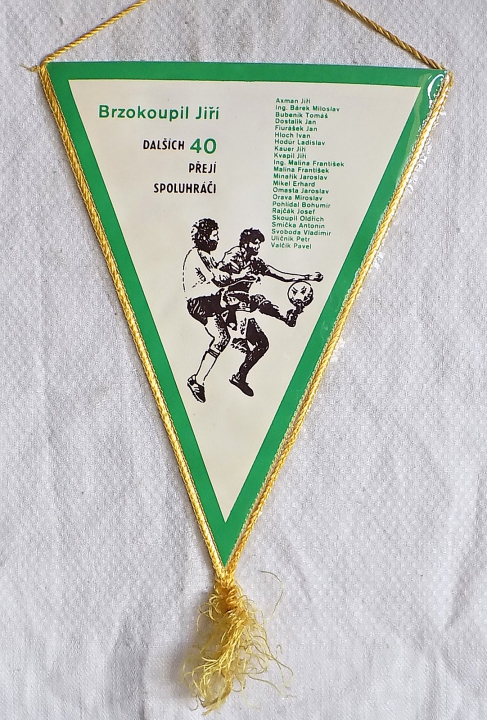 Brzokoupil Jiří
DALŠÍCH 40
PŘEJÍ
SPOLUHRÁČI
Axman Jiří
Ing. Bárek Miloslav
Bubeník Tomáš
Dostalík Jan
Fiurášek Jan
Hloch Ivan
Hodúr Ladislav
Kauer Jiří
Kvapil Jiří
Ing. Malina František
Malina František
Minařík Jaroslav
Mikel Erhard
Omasta Jaroslav
Orava Miroslav
Pohlídal Bohumír
Rajčák Josef
Skoupil Oldřich
Smička Antonín
Svoboda Vladimír
Uličník Petr
Valčík Pavel